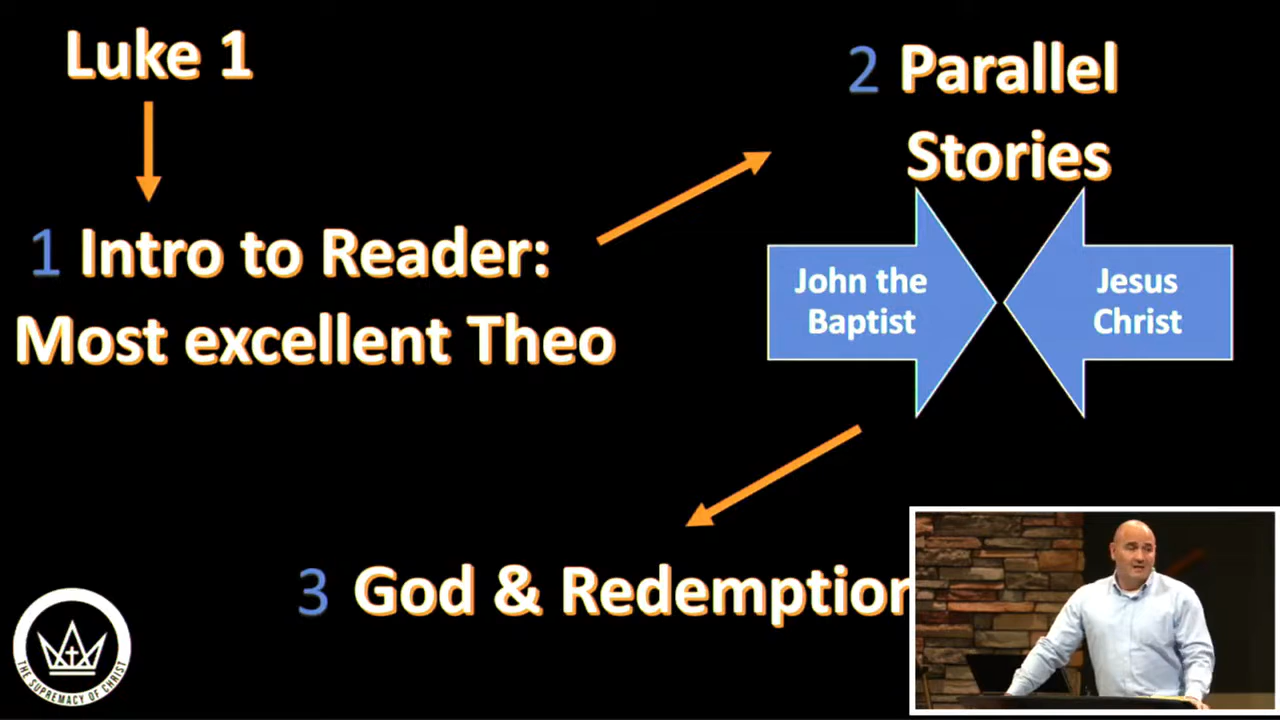 Luke 1
1 Intro to Reader:
Most excellent Theo
2 Parallel
Stories
John the
Baptist
Jesus
Christ
3 God & Redemption
THE SUPREMACY OF CHRIST